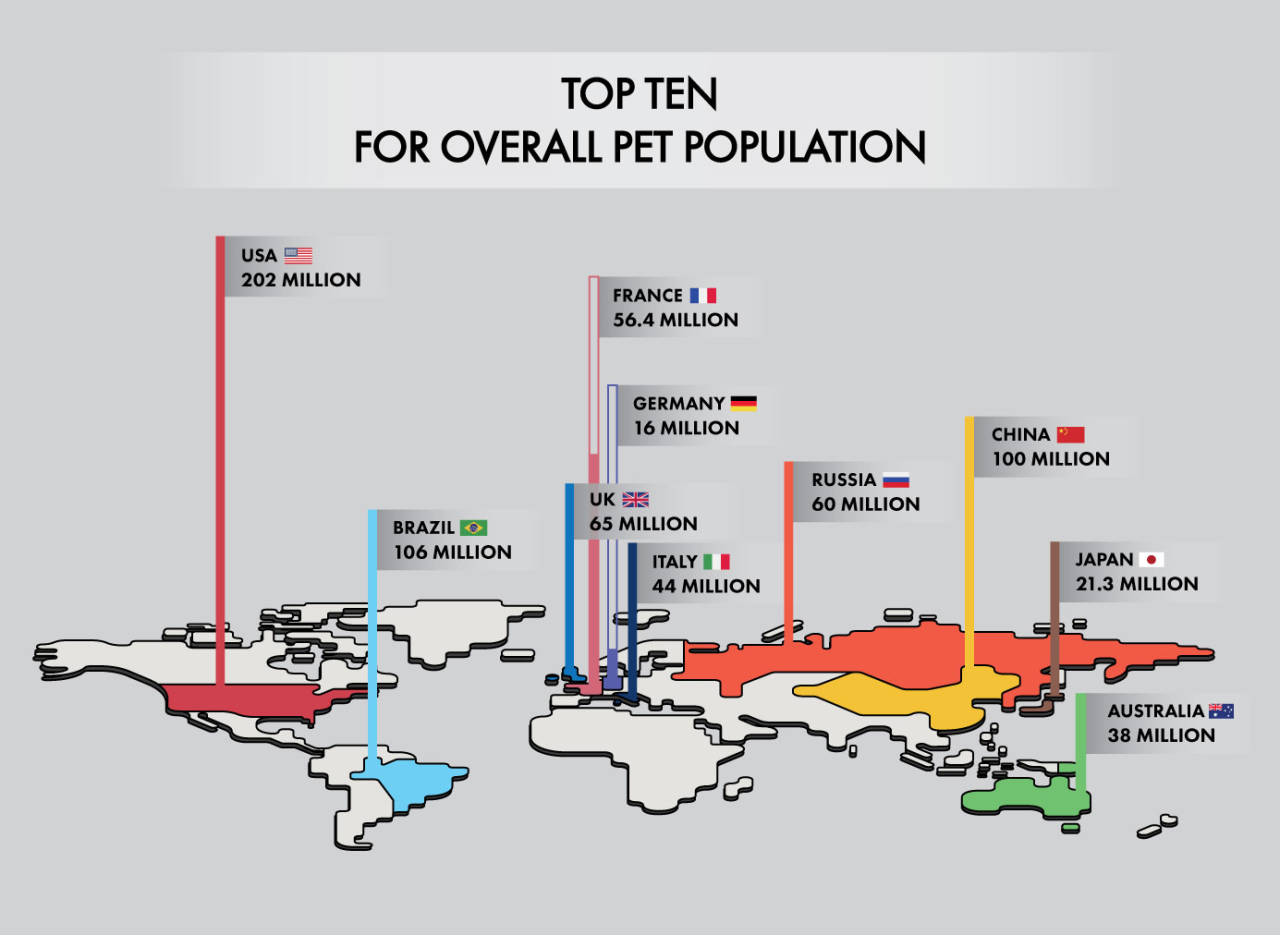 TOP TEN
FOR OVERALL PET POPULATION
USA
202 MILLION
FRANCE
56.4 MILLION
GERMANY
16 MILLION
CHINA
100 MILLION
RUSSIA
60 MILLION
UK
65 MILLION
BRAZIL
106 MILLION
ITALY
44 MILLION
JAPAN
21.3 MILLION
AUSTRALIA
38 MILLION